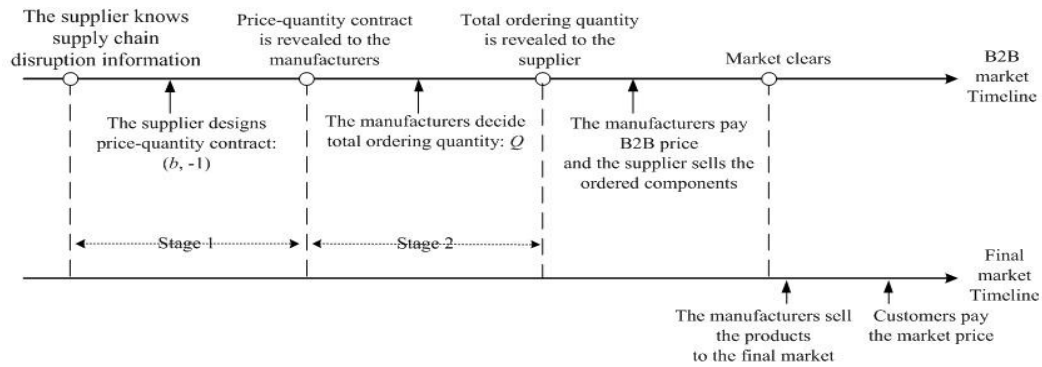 The supplier knows
supply chain
disruption information
Price-quantity contract
is revealed to the
manufacturers
Total ordering quantity
is revealed to the
supplier
Market clears
B2B
market
Timeline
The supplier designs
price-quantity contract:
(b, -1)
The manufacturers decide
total ordering quantity: Q
The manufacturers pay
B2B price
and the supplier sells the
ordered components
Stage 1
Stage 2
Final
market
Timeline
The manufacturers sell
the products
to the final market
Customers pay
the market price